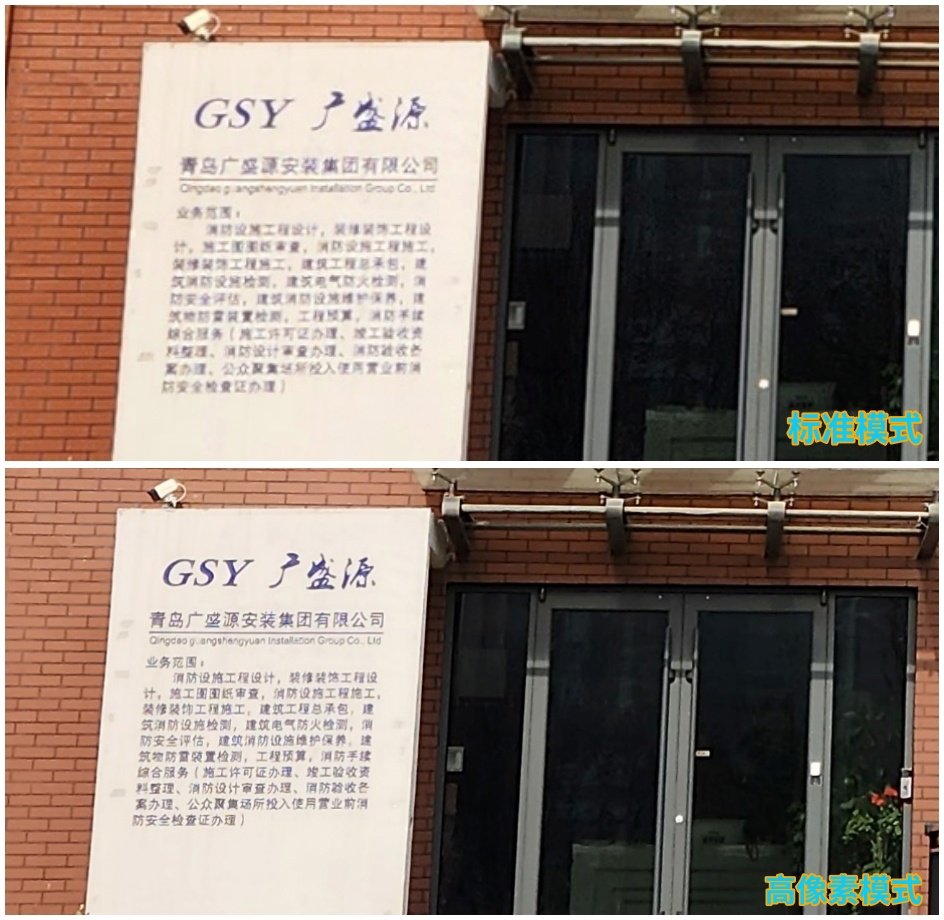 GSY 广盛源
青岛广盛源安装集团有限公司
Qingdao guangshengyuan Installation Group Co., Ltd
业务范围：
消防设施工程设计，装修装饰工程设
计，施工图图纸审查，消防设施工程施工，
装修装饰工程施工，建筑工程总承包，建
筑消防设施检测，建筑电气防火检测，消
防安全评估，建筑消防设施维护保养，建
筑物防雷装置检测，工程预算，消防手续
综合服务（施工许可证办理、竣工验收资
料整理、消防设计审查办理、消防验收备
案办理、公众聚集场所投入使用营业前消
防安全检查证办理）
标准模式
GSY 广盛源
青岛广盛源安装集团有限公司
Qingdao guangshengyuan Installation Group Co., Ltd
业务范围：
消防设施工程设计，装修装饰工程设
计，施工图图纸审查，消防设施工程施工，
装修装饰工程施工，建筑工程总承包，建
筑消防设施检测，建筑电气防火检测，消
防安全评估，建筑消防设施维护保养，建
筑物防雷装置检测，工程预算，消防手续
综合服务（施工许可证办理、竣工验收资
料整理、消防设计审查办理、消防验收备
案办理、公众聚集场所投入使用营业前消
防安全检查证办理）
高像素模式